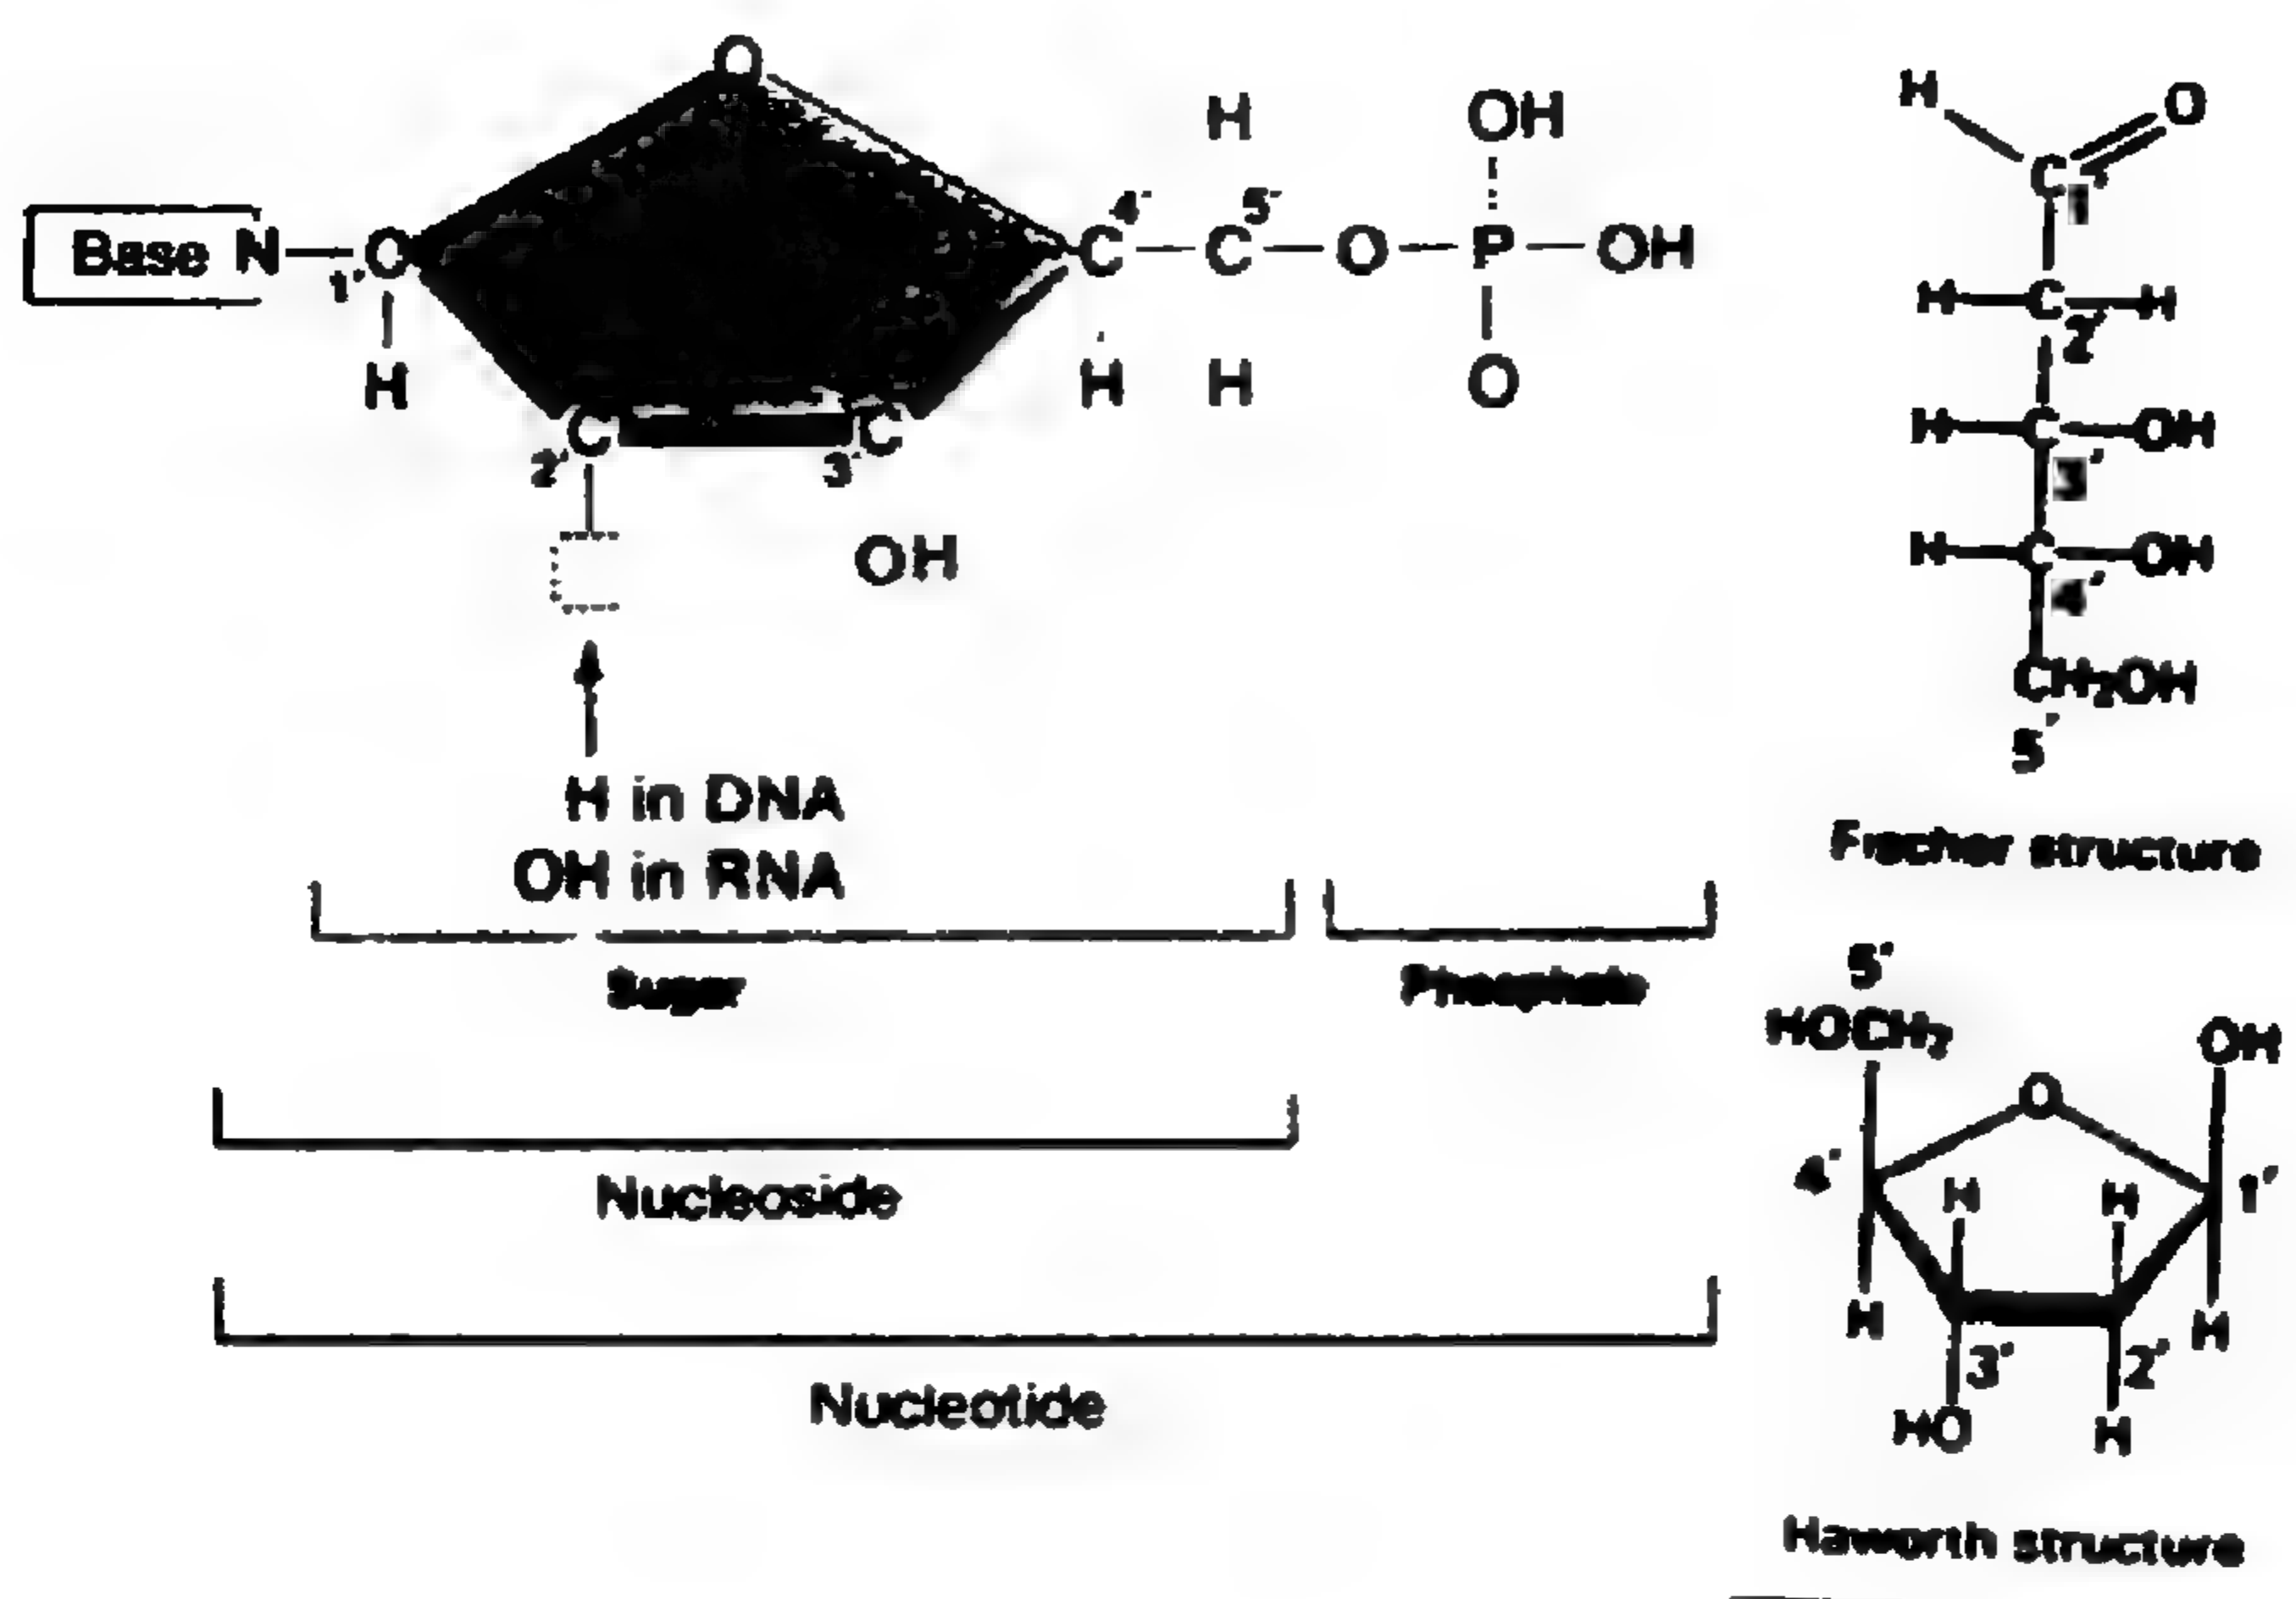 O
H
OH
Base N
O
1′
H
C
4′
C
5′
O
P
OH
H
H
O
C
2′
C
3′
OH
H in DNA
OH in RNA
Sugar
Phosphate
Nucleoside
Nucleotide
H
O
C
1
H C H
2′
H C OH
3′
H C OH
4′
CH₂OH
5′
Fischer structure
5′
HOCH₂
OH
O
4′
H
H
1′
H
H
3′
2′
HO
H
Haworth structure